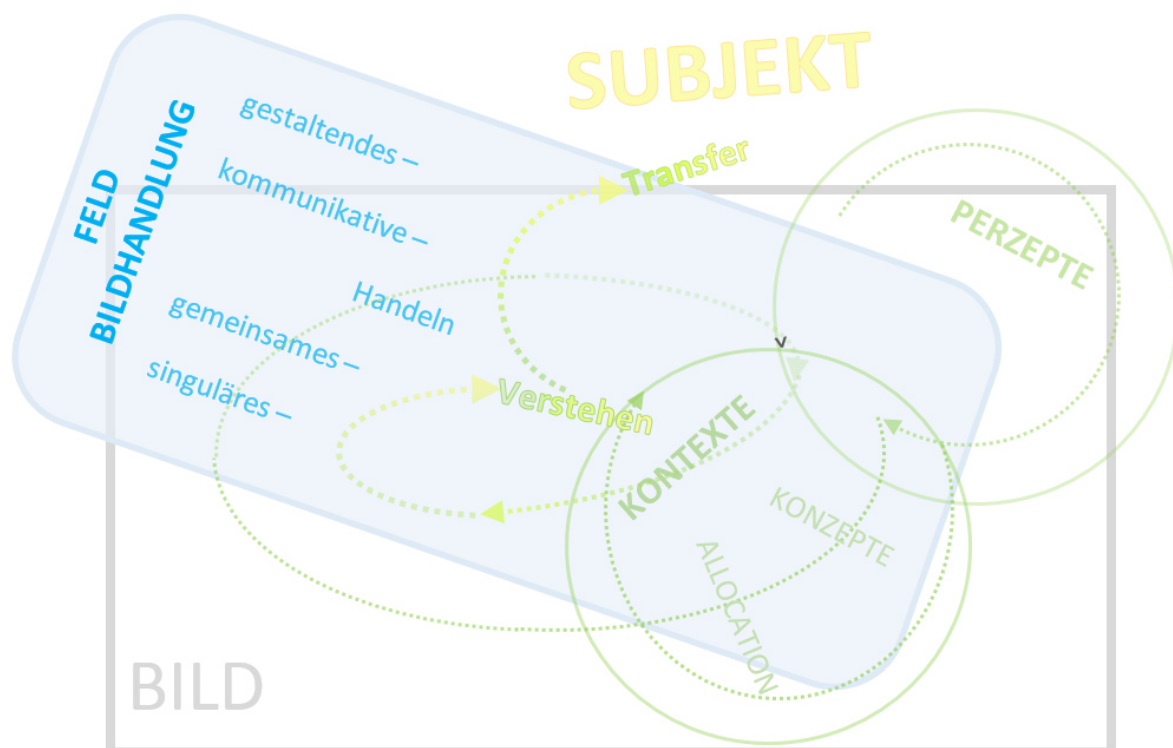 SUBJEKT
FELD
BILDHANDLUNG
gestaltendes –
kommunikative –
Handeln
gemeinsames –
singuläres –
Transfer
Verstehen
PERZEPTE
v
KONTEXTE
KONZEPTE
ALLOCATION
BILD